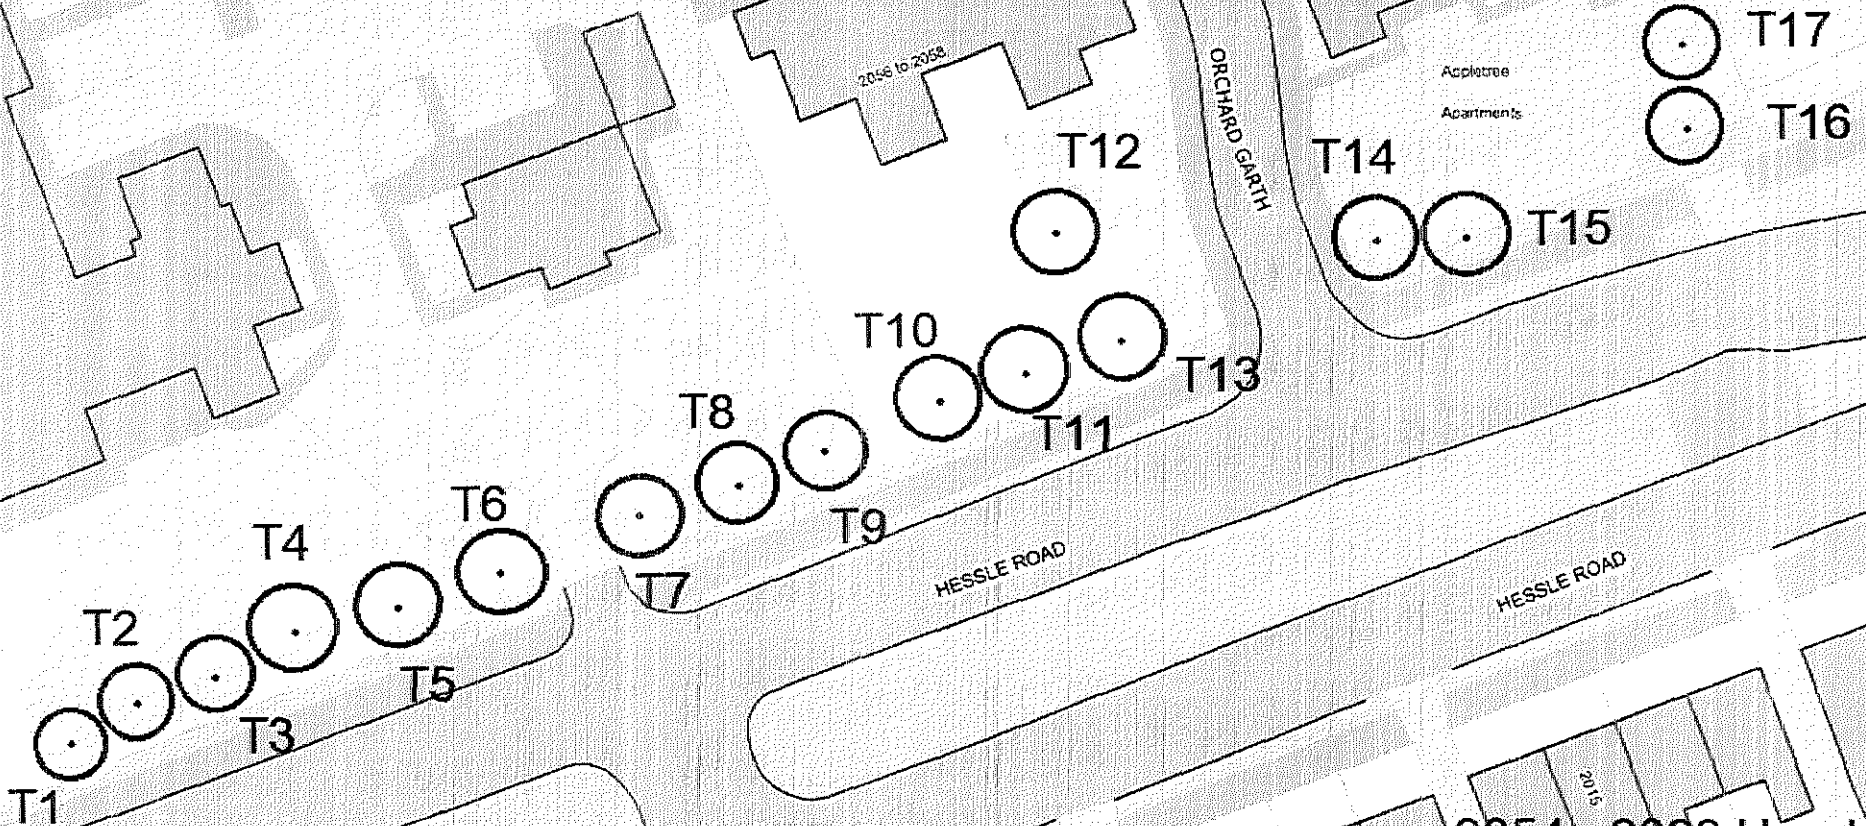 T17
2056 to 2058
ORCHARD GARTH
Appletree
Apartments
T16
T12
T14
T15
T10
T13
T8
T11
T6
T9
T4
HESSLE ROAD
HESSLE ROAD
T7
T2
T5
T3
T1
2015